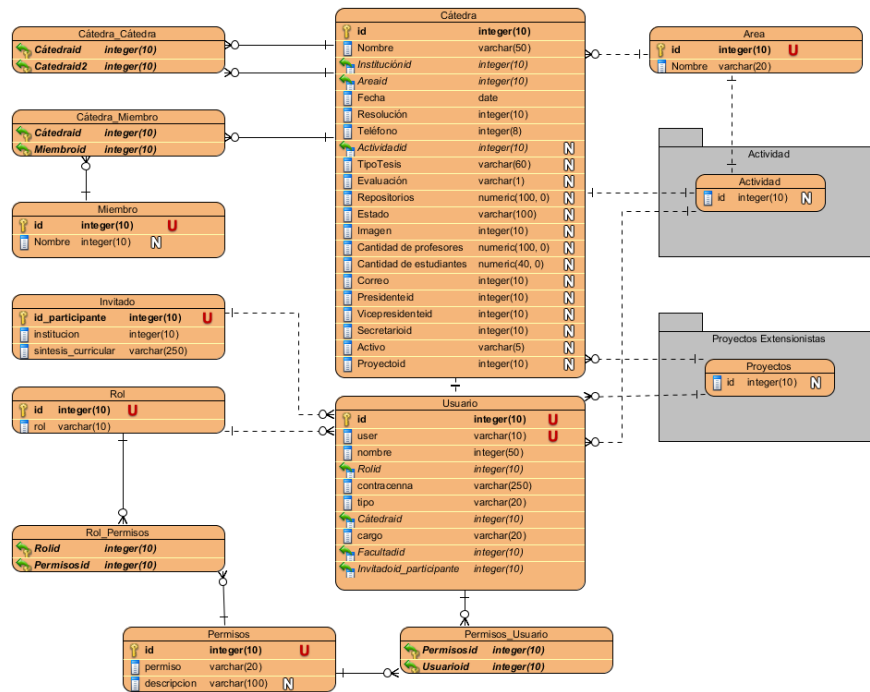 Cátedra_Cátedra
Cátedraid integer(10)
Catedraid2 integer(10)
Cátedra_Miembro
Cátedraid integer(10)
Miembroid integer(10)
Miembro
id integer(10) U
Nombre integer(10) N
Invitado
id_participante integer(10) U
institucion integer(10)
sintesis_curricular varchar(250)
Rol
id integer(10) U
rol varchar(10)
Rol_Permisos
Rolid integer(10)
Permisosid integer(10)
Permisos
id integer(10) U
permiso varchar(20)
descripcion varchar(100) N
Cátedra
id integer(10)
Nombre varchar(50)
Instituciónid integer(10)
Areaid integer(10)
Fecha date
Resolución integer(10)
Teléfono integer(8)
Actividadid integer(10) N
TipoTesis varchar(60) N
Evaluación varchar(1) N
Repositorios numeric(100, 0) N
Estado varchar(100) N
Imagen integer(10) N
Cantidad de profesores numeric(100, 0) N
Cantidad de estudiantes numeric(40, 0) N
Correo integer(10) N
Presidenteid integer(10) N
Vicepresidenteid integer(10) N
Secretarioid integer(10) N
Activo varchar(5) N
Proyectoid integer(10) N
Usuario
id integer(10) U
user varchar(10) U
nombre integer(50)
Rolid integer(10)
contracenna varchar(250)
tipo varchar(20)
Cátedraid integer(10)
cargo varchar(20)
Facultadid integer(10)
Invitadoid_participante integer(10)
Permisos_Usuario
Permisosid integer(10)
Usuarioid integer(10)
Area
id integer(10) U
Nombre varchar(20)
Actividad
Actividad
id integer(10) N
Proyectos Extensionistas
Proyectos
id integer(10) N